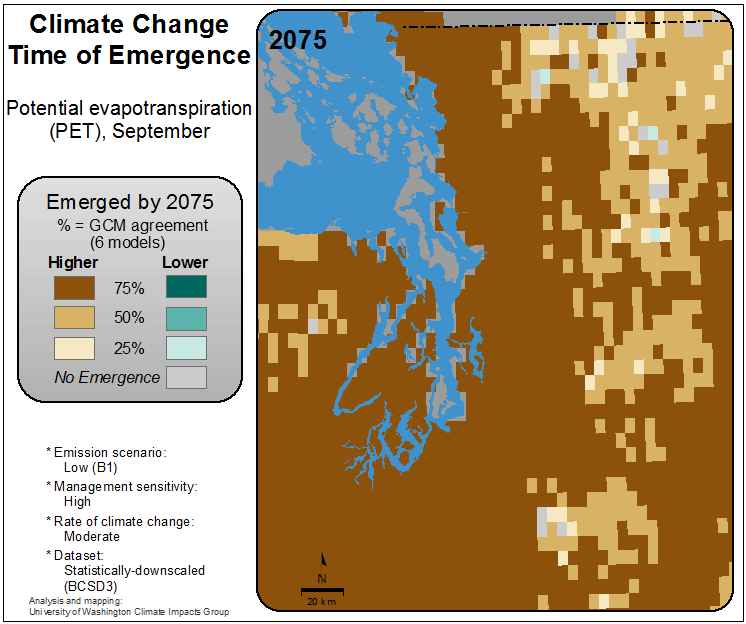 Climate Change
Time of Emergence
Potential evapotranspiration
(PET), September
Emerged by 2075
% = GCM agreement
(6 models)
Higher Lower
75%
50%
25%
No Emergence
* Emission scenario:
Low (B1)
* Management sensitivity:
High
* Rate of climate change:
Moderate
* Dataset:
Statistically-downscaled
(BCSD3)
Analysis and mapping:
University of Washington Climate Impacts Group
2075
N
20 km